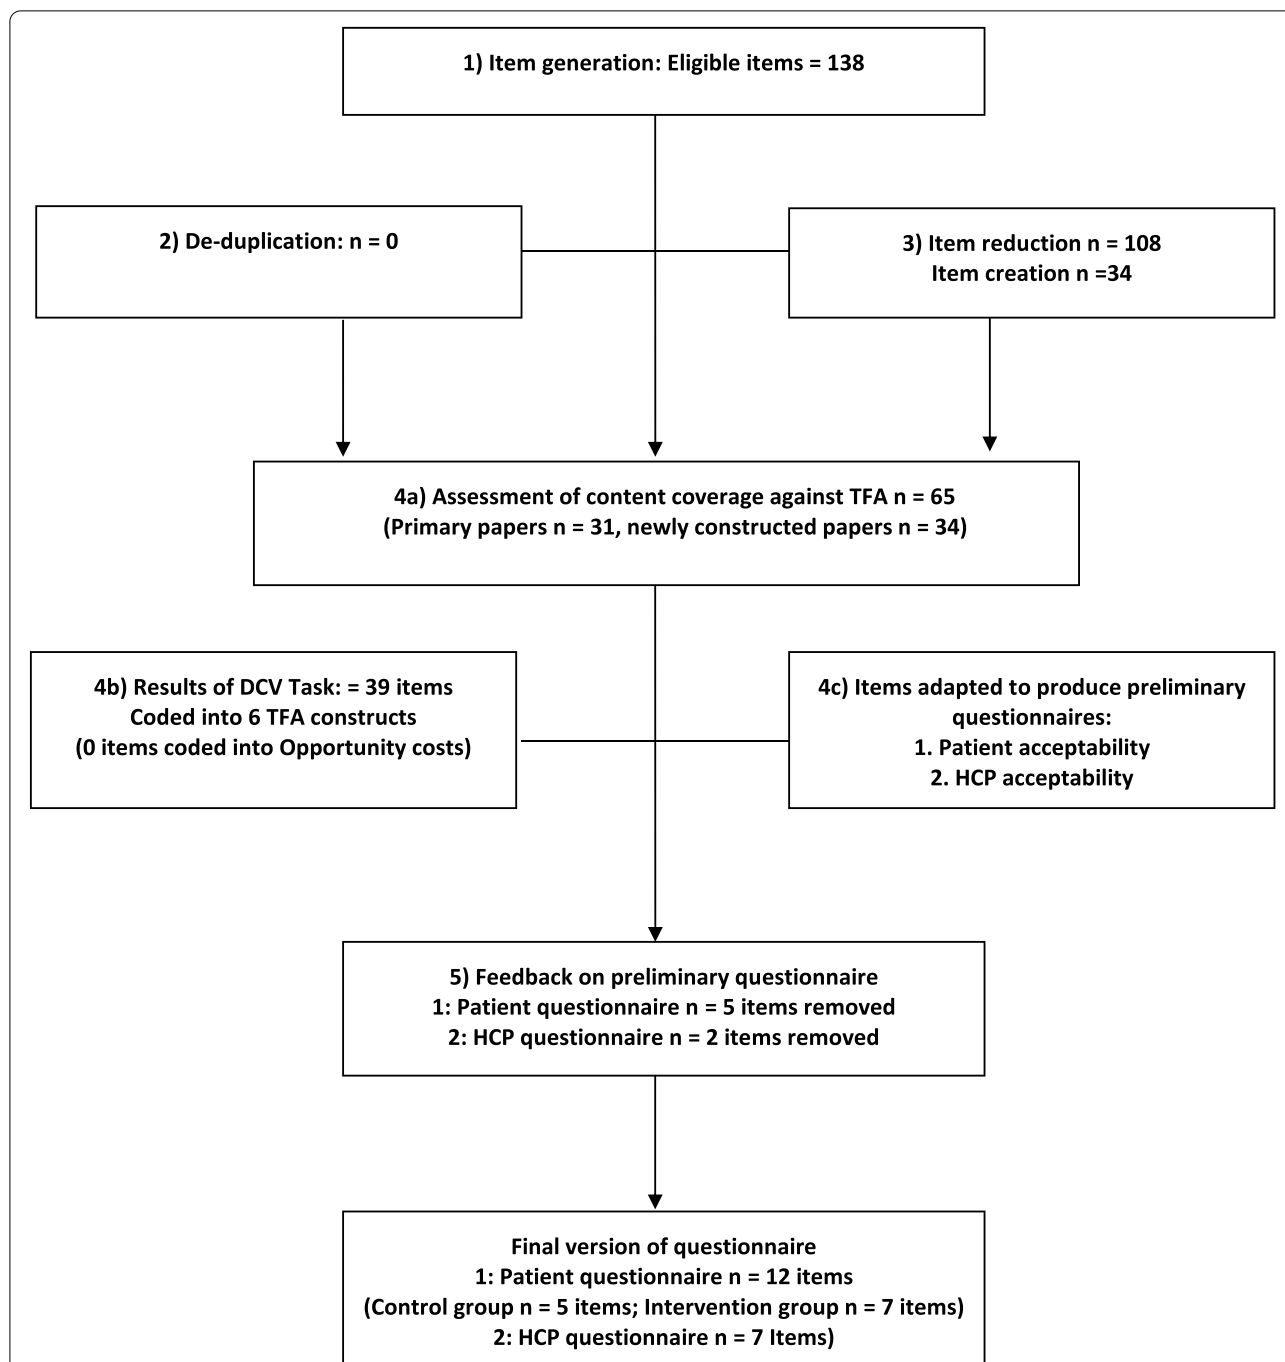 1) Item generation: Eligible items = 138
2) De-duplication: n = 0
3) Item reduction n = 108
Item creation n =34
4a) Assessment of content coverage against TFA n = 65
(Primary papers n = 31, newly constructed papers n = 34)
4b) Results of DCV Task: = 39 items
Coded into 6 TFA constructs
(0 items coded into Opportunity costs)
4c) Items adapted to produce preliminary
questionnaires:
1. Patient acceptability
2. HCP acceptability
5) Feedback on preliminary questionnaire
1: Patient questionnaire n = 5 items removed
2: HCP questionnaire n = 2 items removed
Final version of questionnaire
1: Patient questionnaire n = 12 items
(Control group n = 5 items; Intervention group n = 7 items)
2: HCP questionnaire n = 7 Items)